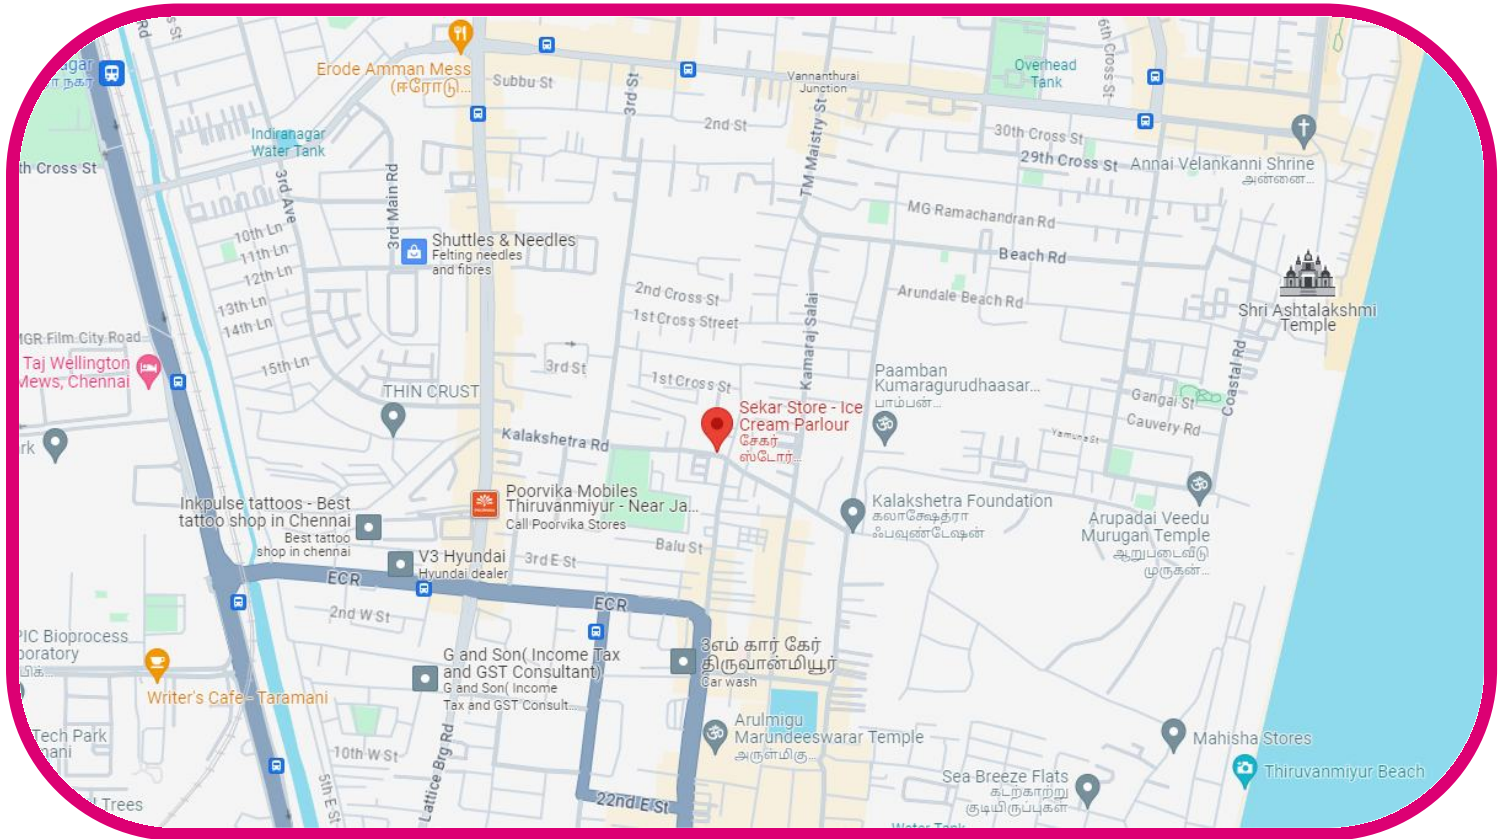 Erode Amman Mess
(ஈரோடு...
Subbu St
3rd St
2nd St
Vannanthurai
Junction
Overhead
Tank
6th Cross St
30th Cross St
29th Cross St
Annai Velankanni Shrine
அன்னை...
Indiranagar
Water Tank
th Cross St
3rd Ave
3rd Main Rd
TM Maistry St
MG Ramachandran Rd
Beach Rd
10th Ln
11th Ln
12th Ln
13th Ln
14th Ln
15th Ln
Shuttles & Needles
Felting needles
and fibres
2nd Cross St
1st Cross Street
Arundale Beach Rd
Shri Ashtalakshmi
Temple
MGR Film City Road
Taj Wellington
Mews, Chennai
THIN CRUST
3rd St
1st Cross St
Kamaraj Salai
Paamban
Kumaragurudhaasar...
பாம்பன்...
Gangai St
Cauvery Rd
Yamuna St
Coastal Rd
Sekar Store - Ice
Cream Parlour
சேகர்
ஸ்டோர்...
Kalakshetra Rd
Poorvika Mobiles
Thiruvanmiyur - Near Ja...
Call Poorvika Stores
Inkpulse tattoos - Best
tattoo shop in Chennai
Best tattoo
shop in chennai
Kalakshetra Foundation
கலாக்ஷேத்ரா
ஃபவுண்டேஷன்
Arupadai Veedu
Murugan Temple
ஆறுபடைவீடு
முருகன்...
Balu St
3rd E St
V3 Hyundai
Hyundai dealer
ECR
ECR
2nd W St
PIC Bioprocess
boratory
Writer's Cafe - Taramani
G and Son( Income Tax
and GST Consultant)
G and Son( Income
Tax and GST Consult...
3எம் கார் கேர்
திருவான்மியூர்
Car wash
Arulmigu
Marundeeswarar Temple
அருள்மிகு...
Tech Park
10th W St
Lattice Brg Rd
5th E St
22nd E St
Trees
Mahisha Stores
Thiruvanmiyur Beach
Sea Breeze Flats
கடற்காற்று
குடியிருப்புகள்